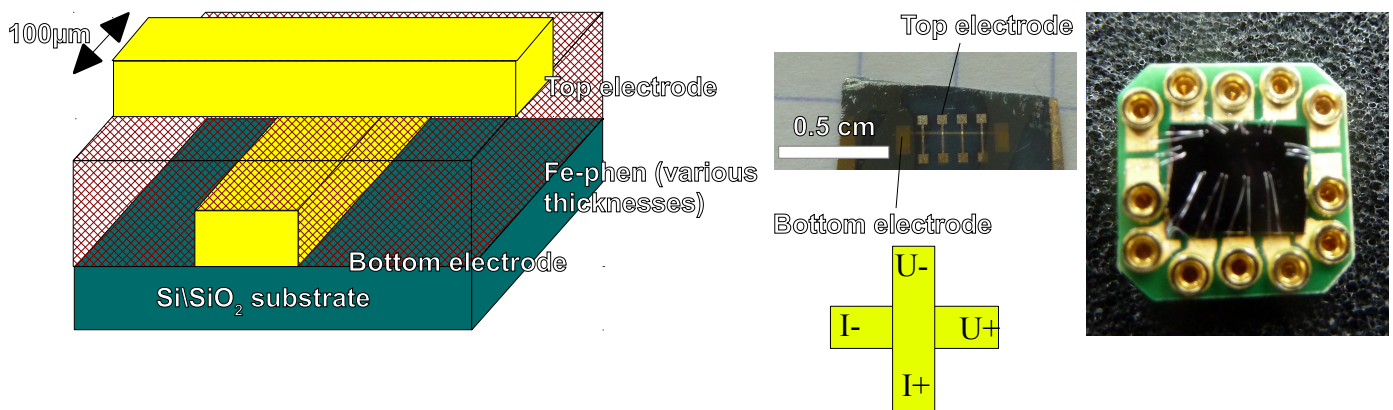 100µm
Top electrode
Fe-phen (various
thicknesses)
Bottom electrode
Si\SiO₂ substrate
Top electrode
0.5 cm
Bottom electrode
U-
I-
U+
I+